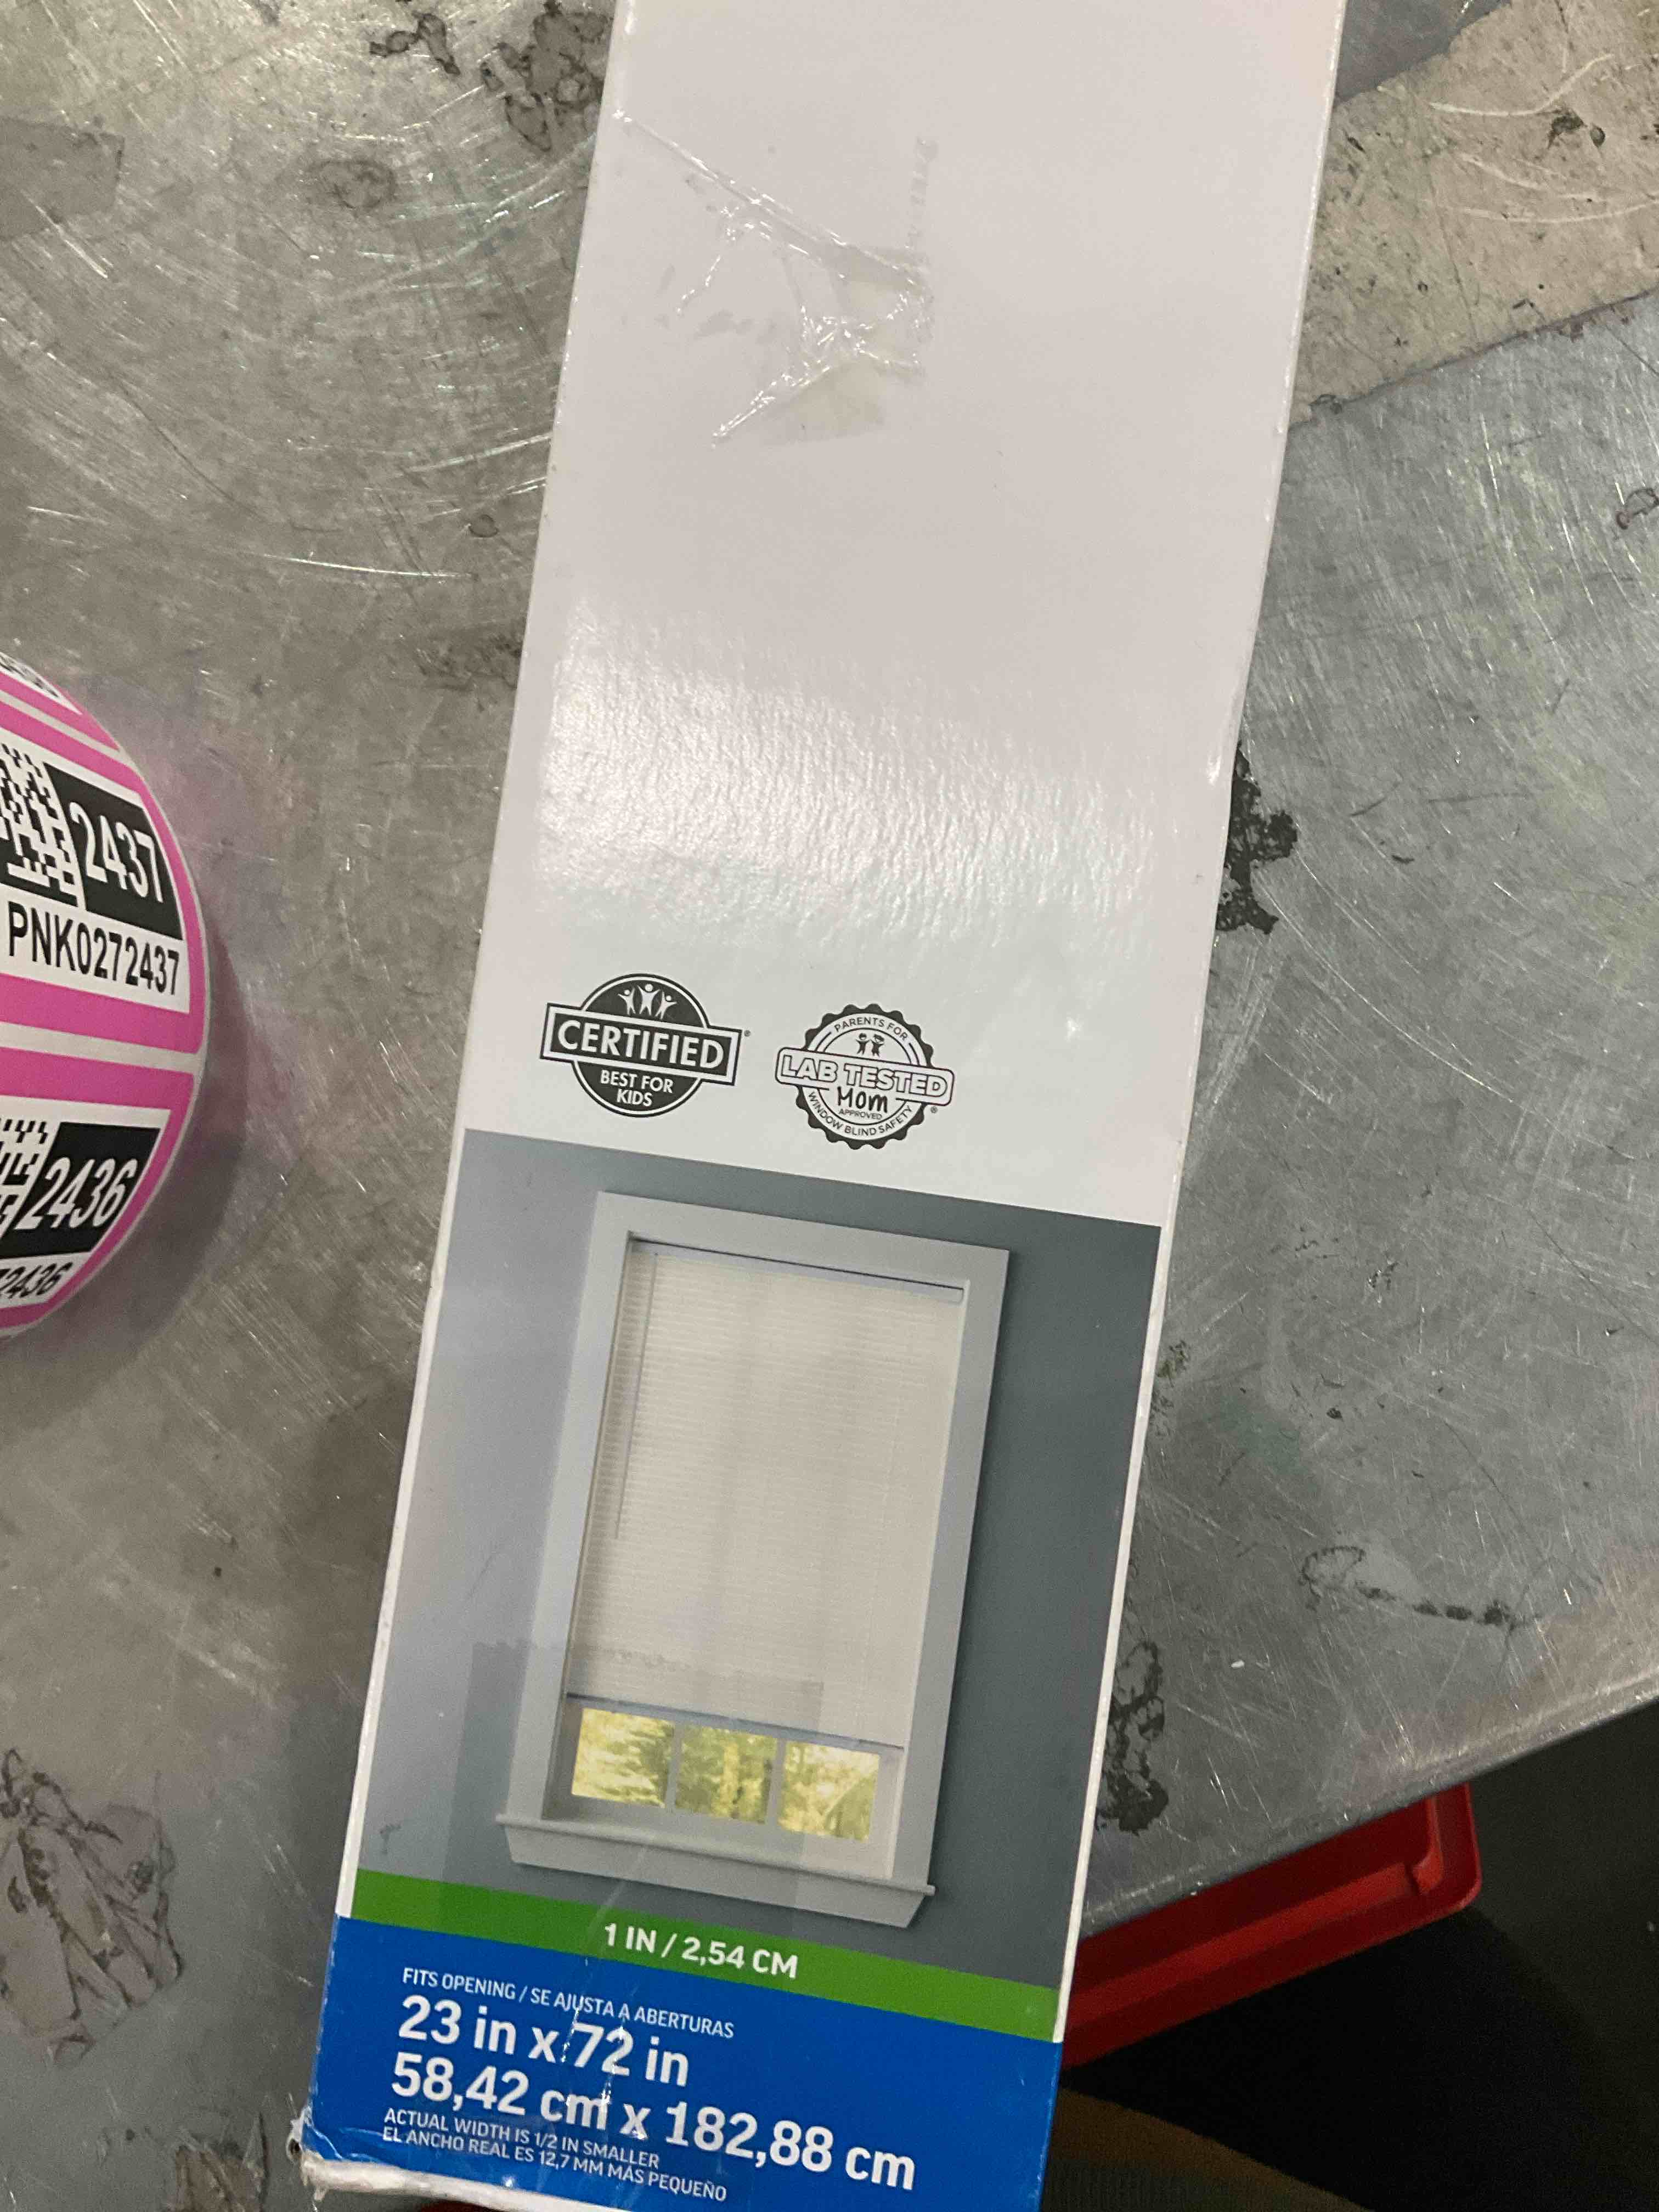 2437
PNK0272437
2436
2436
CERTIFIED
BEST FOR
KIDS
PARENTS FOR
LAB TESTED
Mom
APPROVED
WINDOW BLIND SAFETY
1 IN / 2,54 CM
FITS OPENING / SE AJUSTA A ABERTURAS
23 in x 72 in
58,42 cm x 182,88 cm
ACTUAL WIDTH IS 1/2 IN SMALLER
EL ANCHO REAL ES 12,7 MM MÁS PEQUEÑO